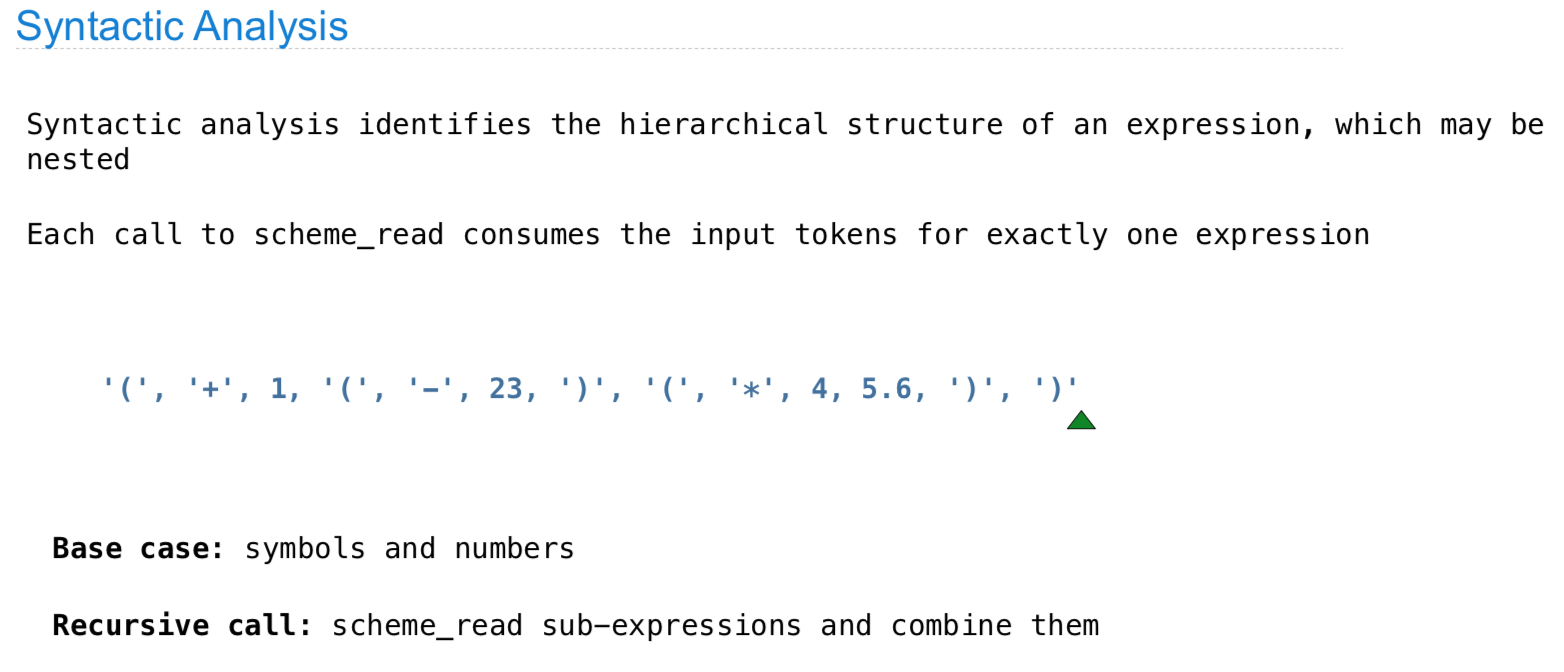 Syntactic Analysis
Syntactic analysis identifies the hierarchical structure of an expression, which may be
nested
Each call to scheme_read consumes the input tokens for exactly one expression
'(', '+', 1, '(', '-', 23, ')', '(', '*', 4, 5.6, ')', ')'
Base case: symbols and numbers
Recursive call: scheme_read sub-expressions and combine them